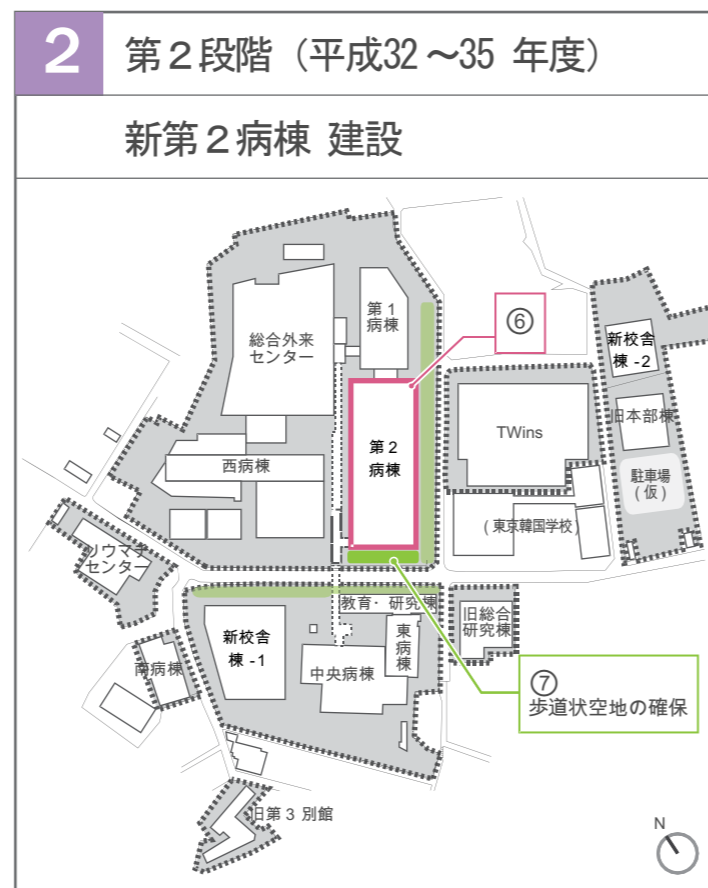 2
第2段階（平成32～35 年度）
新第2病棟 建設
第1
病棟
総合外来
センター
⑥
新校舎
棟 -2
旧本部棟
TWins
第2
病棟
西病棟
駐車場
(仮)
(東京韓国学校)
リウマチ
センター
教育・研究棟
旧総合
研究棟
新校舎
棟 -1
東
病
棟
南病棟
中央病棟
⑦
歩道状空地の確保
旧第3 別館
N